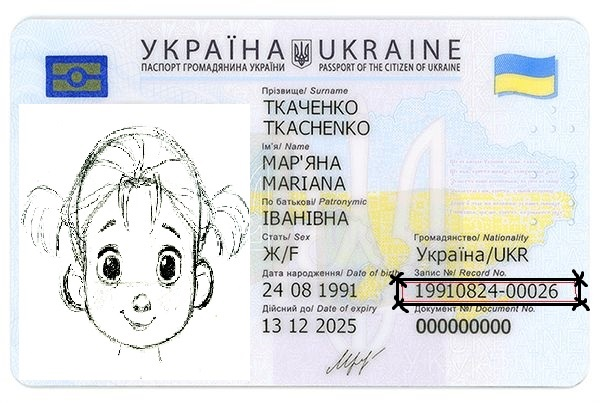 УКРАЇНА UKRAINE
ПАСПОРТ ГРОМАДЯНИНА УКРАЇНИ PASSPORT OF THE CITIZEN OF UKRAINE
Прізвище/ Surname
ТКАЧЕНКО
TKACHENKO
Ім'я/ Name
МАР'ЯНА
MARIANA
По батькові/ Patronymic
ІВАНІВНА
Стать/ Sex
Ж/F
Громадянство/ Nationality
Україна/UKR
Дата народження/ Date of birth
24 08 1991
Запис №/ Record No.
19910824-00026
Дійсний до/ Date of expiry
13 12 2025
Документ №/ Document No.
000000000